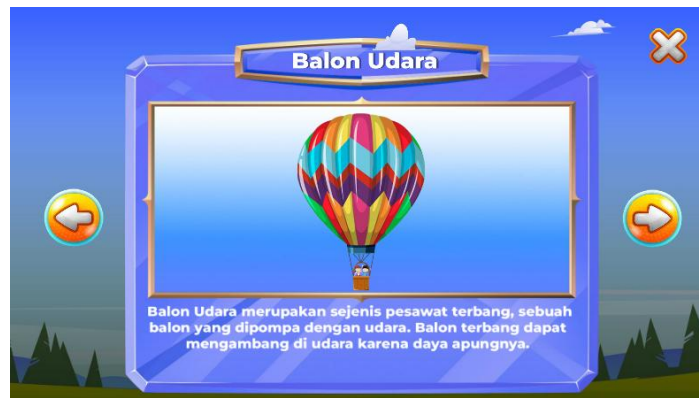 Balon Udara
Balon Udara merupakan sejenis pesawat terbang, sebuah
balon yang dipompa dengan udara. Balon terbang dapat
mengambang di udara karena daya apungnya.